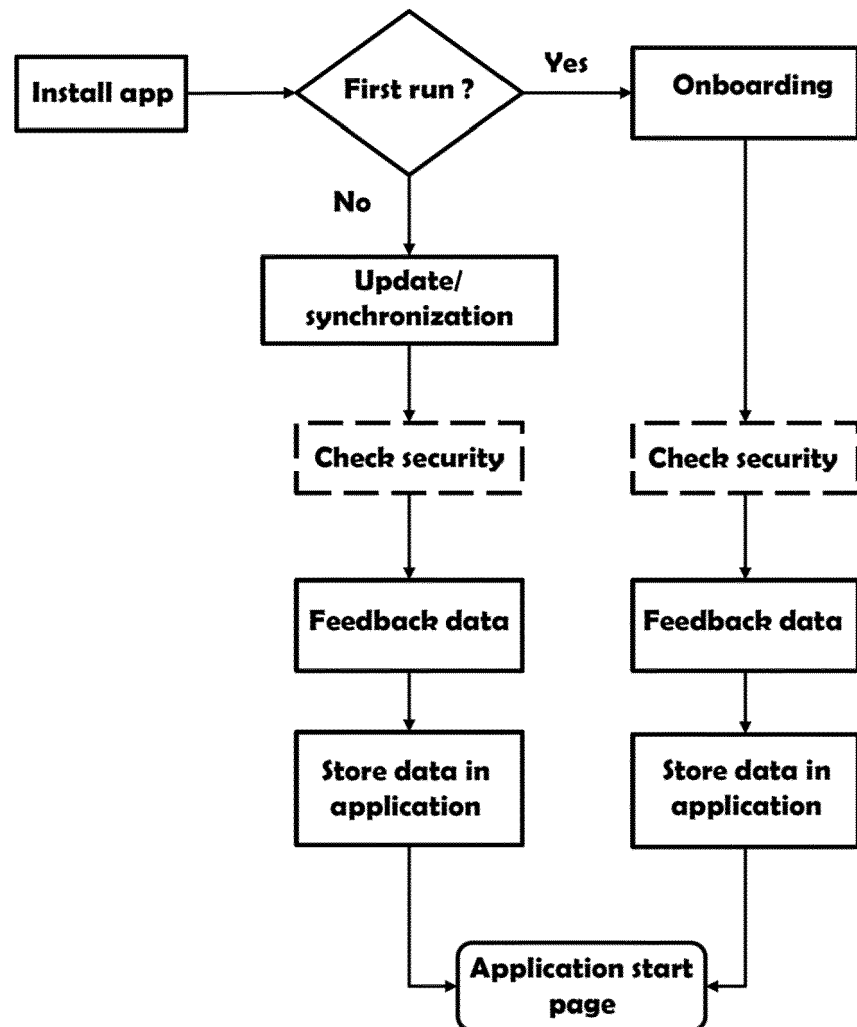 Install app
First run ?
Yes
Onboarding
No
Update/
synchronization
Check security
Check security
Feedback data
Feedback data
Store data in
application
Store data in
application
Application start
page